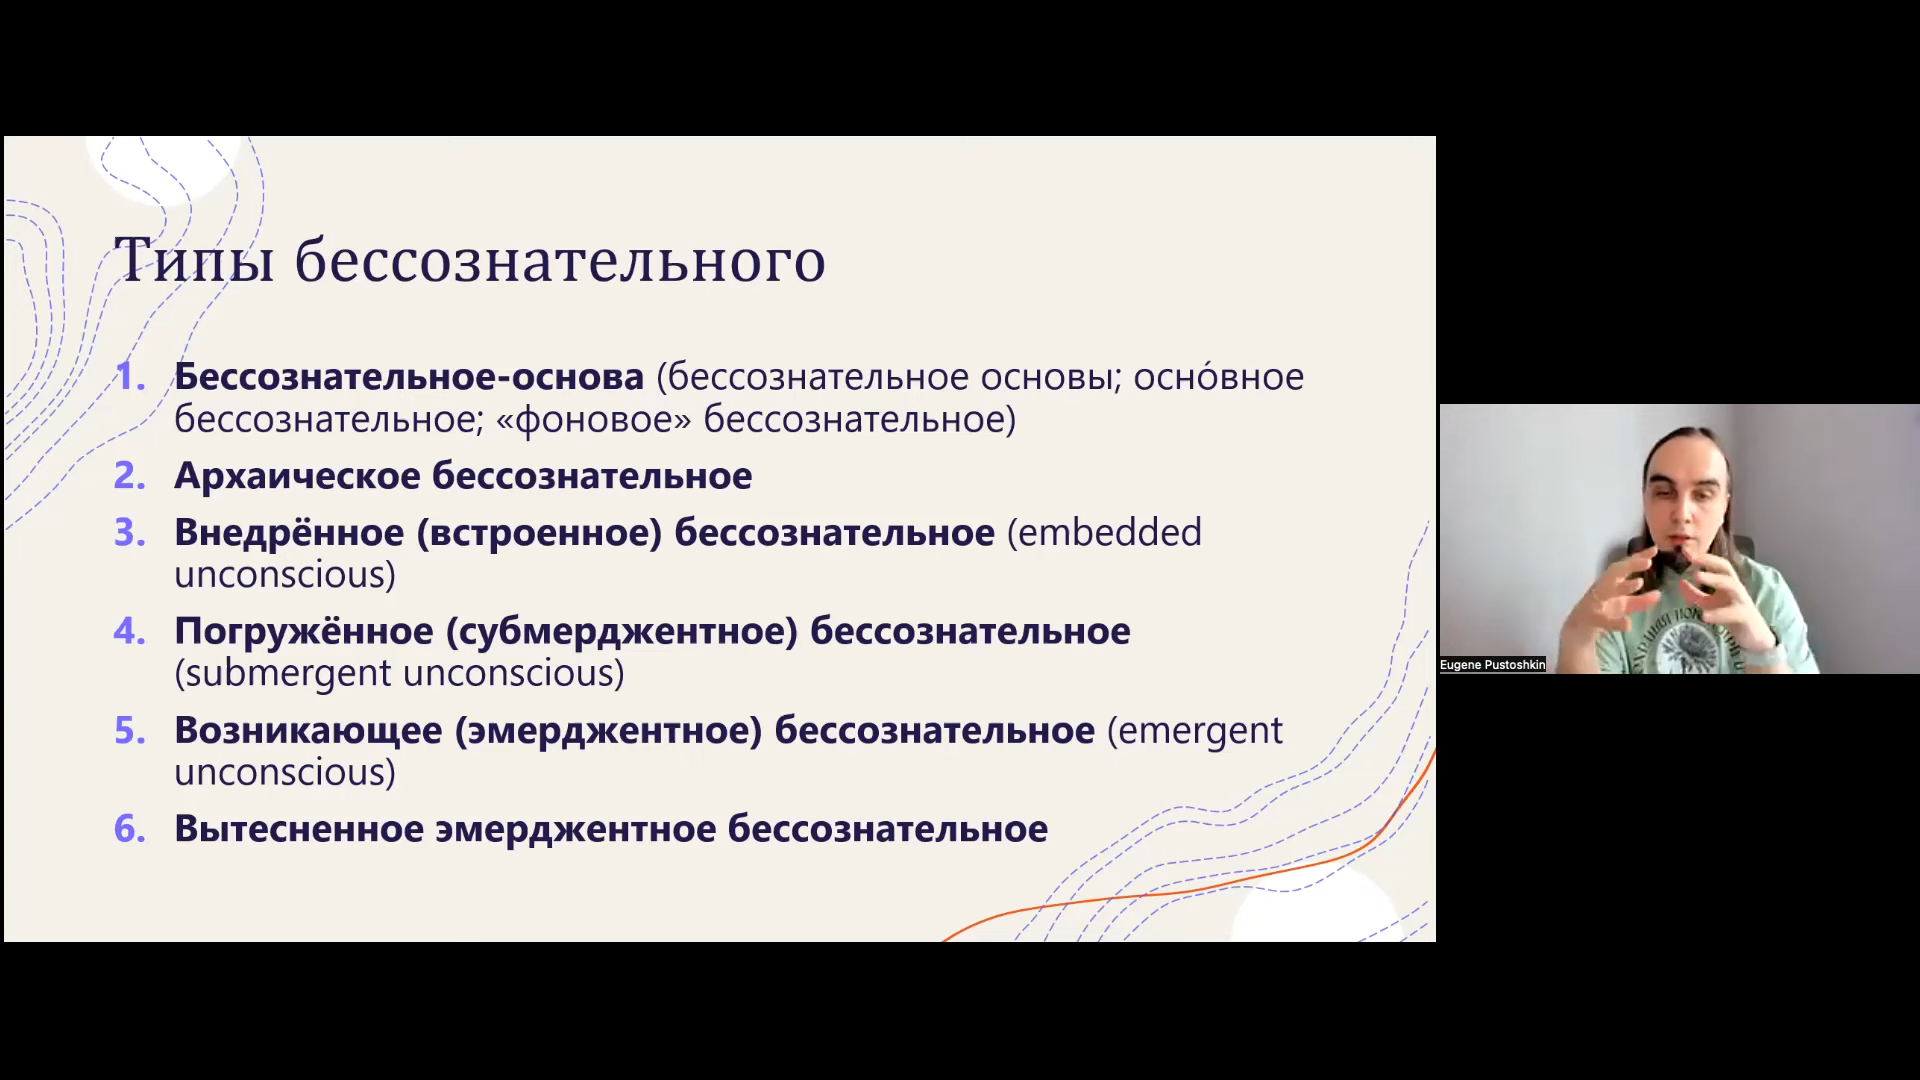 Типы бессознательного
1. Бессознательное-основа (бессознательное основы; осно́вное
бессознательное; «фоновое» бессознательное)
2. Архаическое бессознательное
3. Внедрённое (встроенное) бессознательное (embedded
unconscious)
4. Погружённое (субмерджентное) бессознательное
(submergent unconscious)
5. Возникающее (эмерджентное) бессознательное (emergent
unconscious)
6. Вытесненное эмерджентное бессознательное
Eugene Pustoshkin